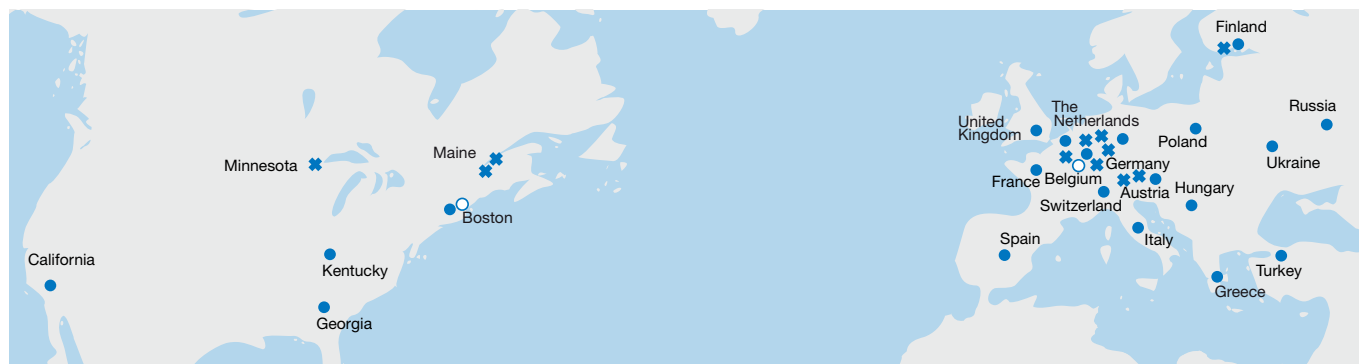 Finland
Russia
United
Kingdom
The
Netherlands
Poland
Ukraine
Maine
Minnesota
Germany
France
Belgium
Austria
Hungary
Switzerland
Boston
Spain
Italy
California
Kentucky
Turkey
Greece
Georgia